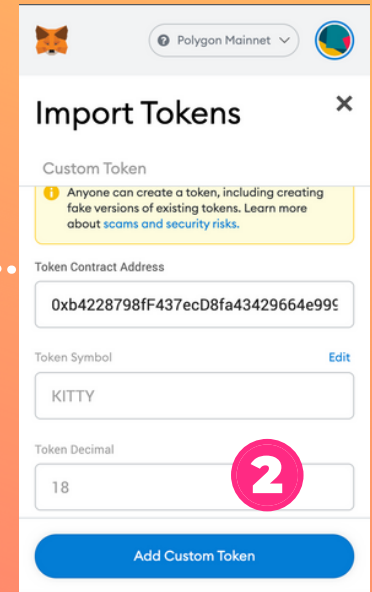 Polygon Mainnet
Import Tokens
Custom Token
Anyone can create a token, including creating
fake versions of existing tokens. Learn more
about scams and security risks.
Token Contract Address
0xb4228798fF437ecD8fa43429664e999
Token Symbol
Edit
KITTY
Token Decimal
18
2
Add Custom Token